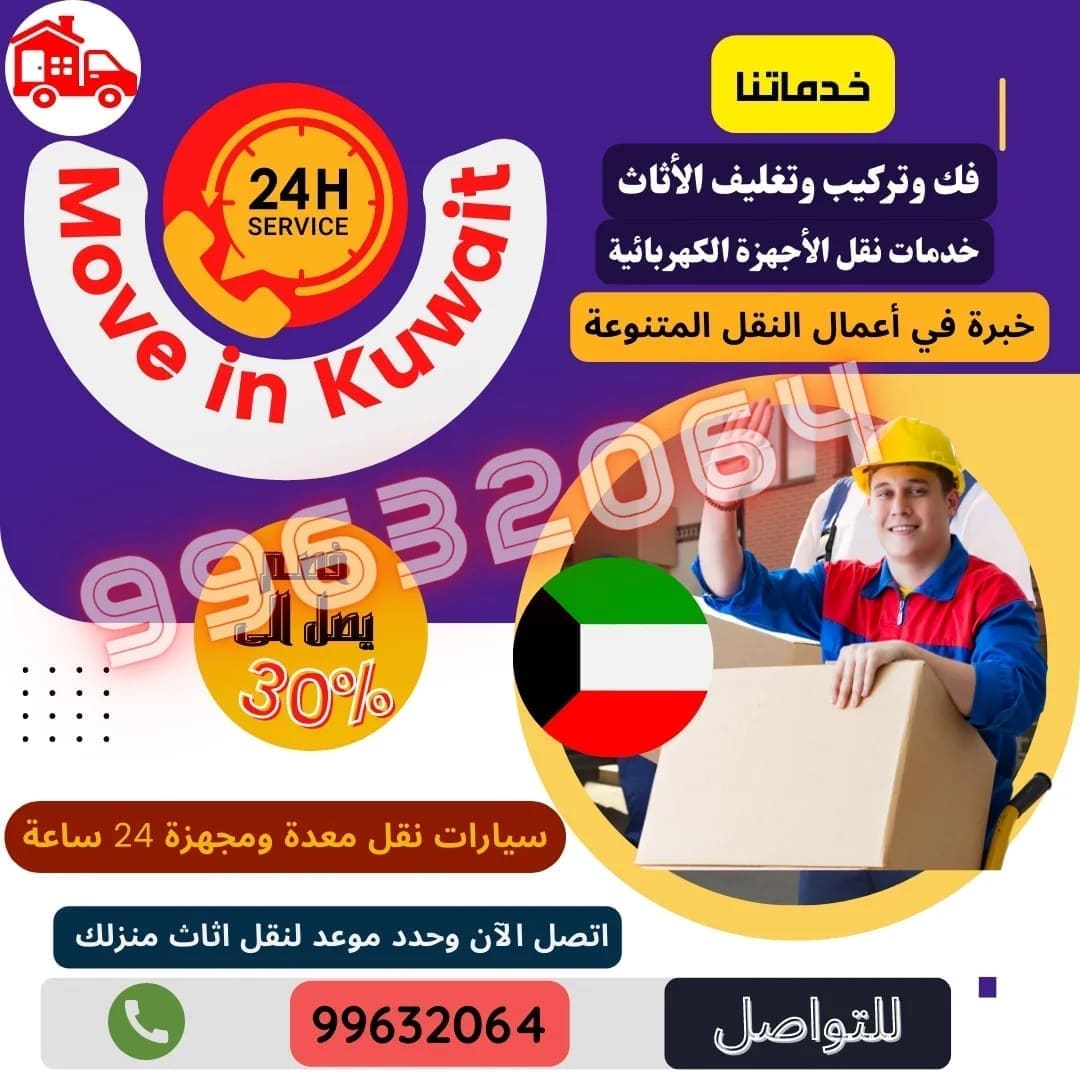 خدماتنا
فك وتركيب وتغليف الأثاث
خدمات نقل الأجهزة الكهربائية
خبرة في أعمال النقل المتنوعة
24H
SERVICE
Move in Kuwait
99632064
خصم
يصل الى
30%
سيارات نقل معدة ومجهزة 24 ساعة
اتصل الآن وحدد موعد لنقل اثاث منزلك
للتواصل
99632064